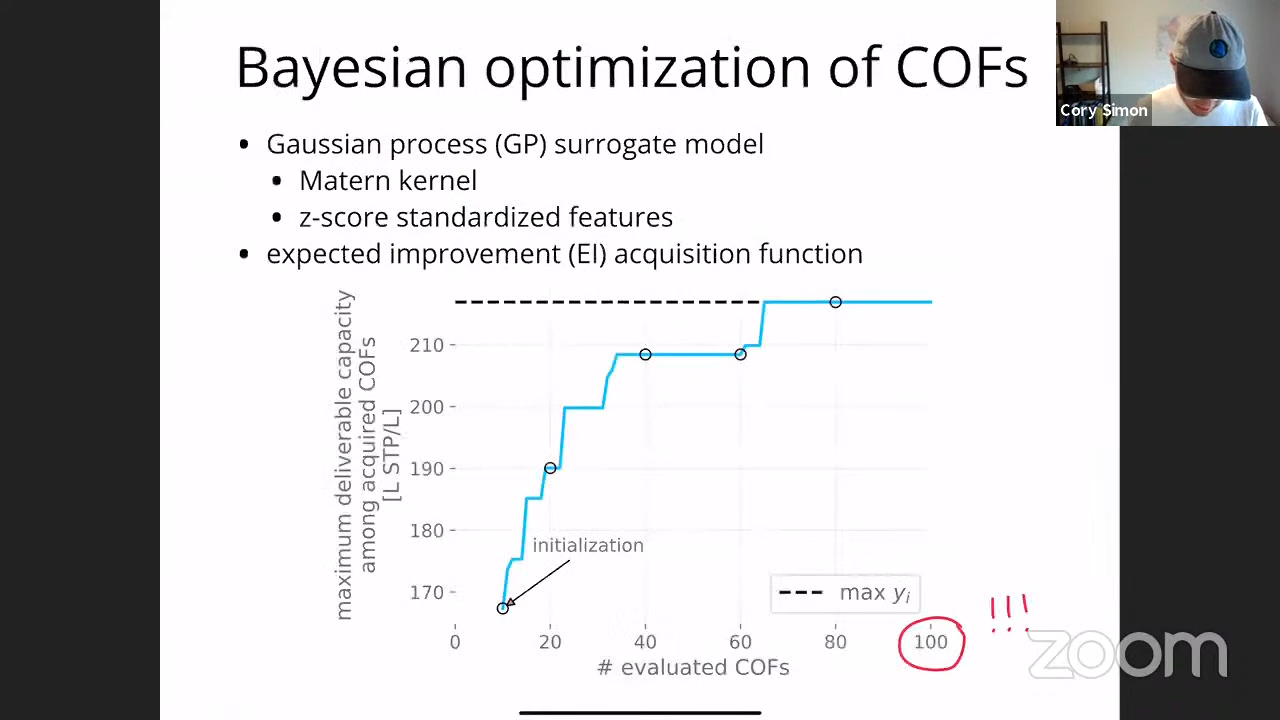 Bayesian optimization of COFs
Cory Simon
• Gaussian process (GP) surrogate model
• Matern kernel
• z-score standardized features
• expected improvement (EI) acquisition function
maximum deliverable capacity
among acquired COFs
[L STP/L]
210
200
190
180
170
initialization
max yᵢ
0
20
40
60
80
100
!!!
# evaluated COFs
zoom